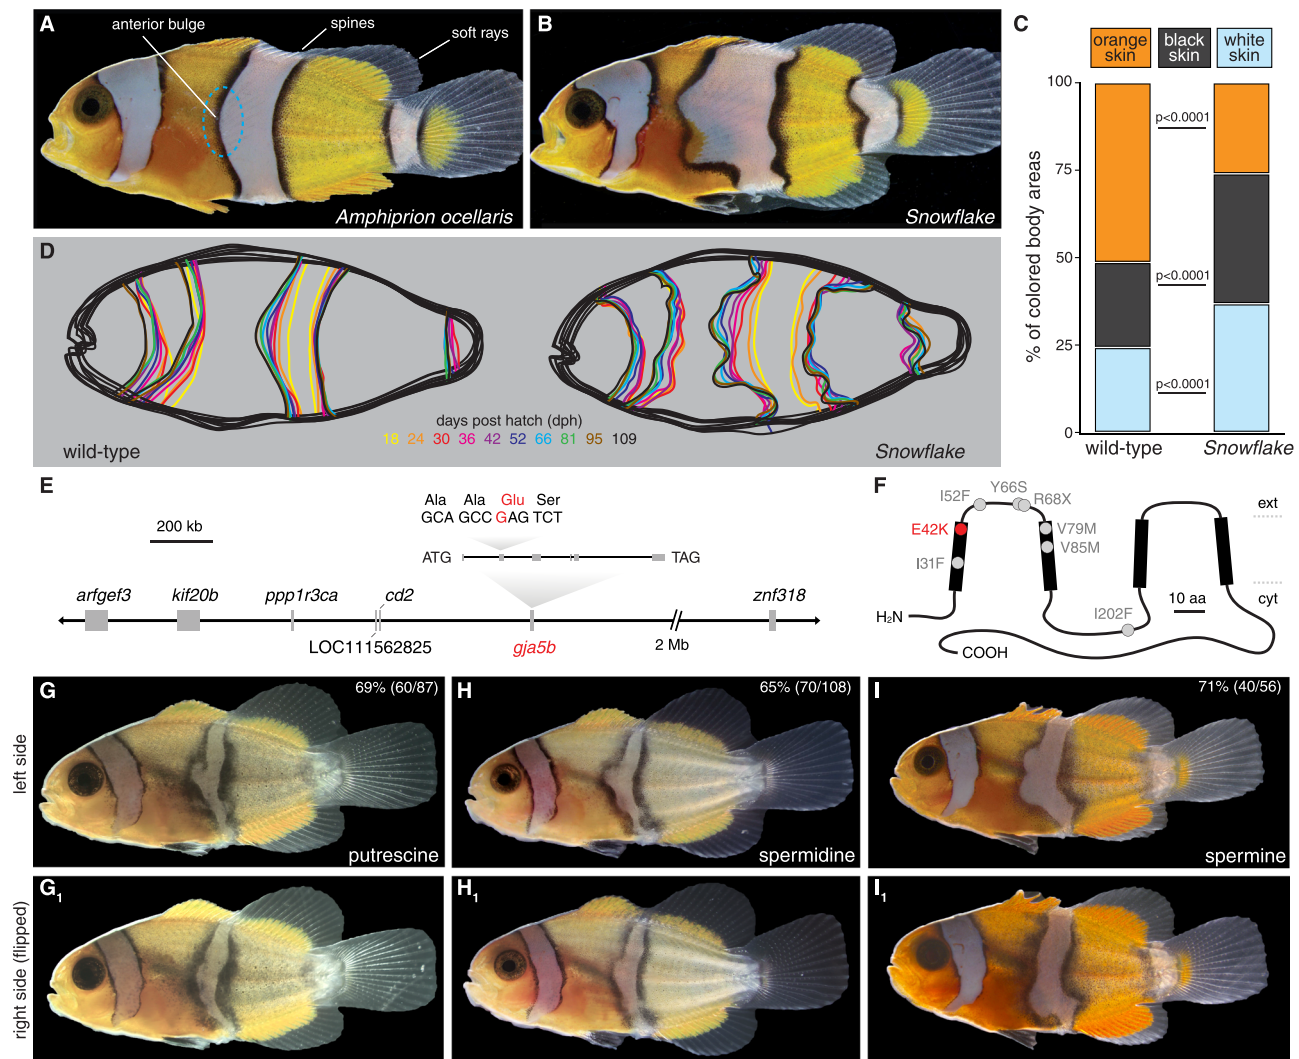 A
anterior bulge
spines
soft rays
Amphiprion ocellaris
B
Snowflake
C
orange skin
black skin
white skin
% of colored body areas
100
75
50
25
0
p<0.0001
p<0.0001
p<0.0001
wild-type
Snowflake
D
days post hatch (dph)
18 24 30 36 42 52 66 81 95 109
wild-type
Snowflake
E
200 kb
Ala Ala Glu Ser
GCA GCC GAG TCT
ATG
TAG
arfgef3
kif20b
ppp1r3ca
cd2
znf318
LOC111562825
gja5b
2 Mb
F
I52F
Y66S
R68X
E42K
V79M
V85M
I31F
I202F
H₂N
COOH
10 aa
ext
cyt
G
69% (60/87)
left side
putrescine
H
65% (70/108)
spermidine
I
71% (40/56)
spermine
G₁
right side (flipped)
H₁
I₁